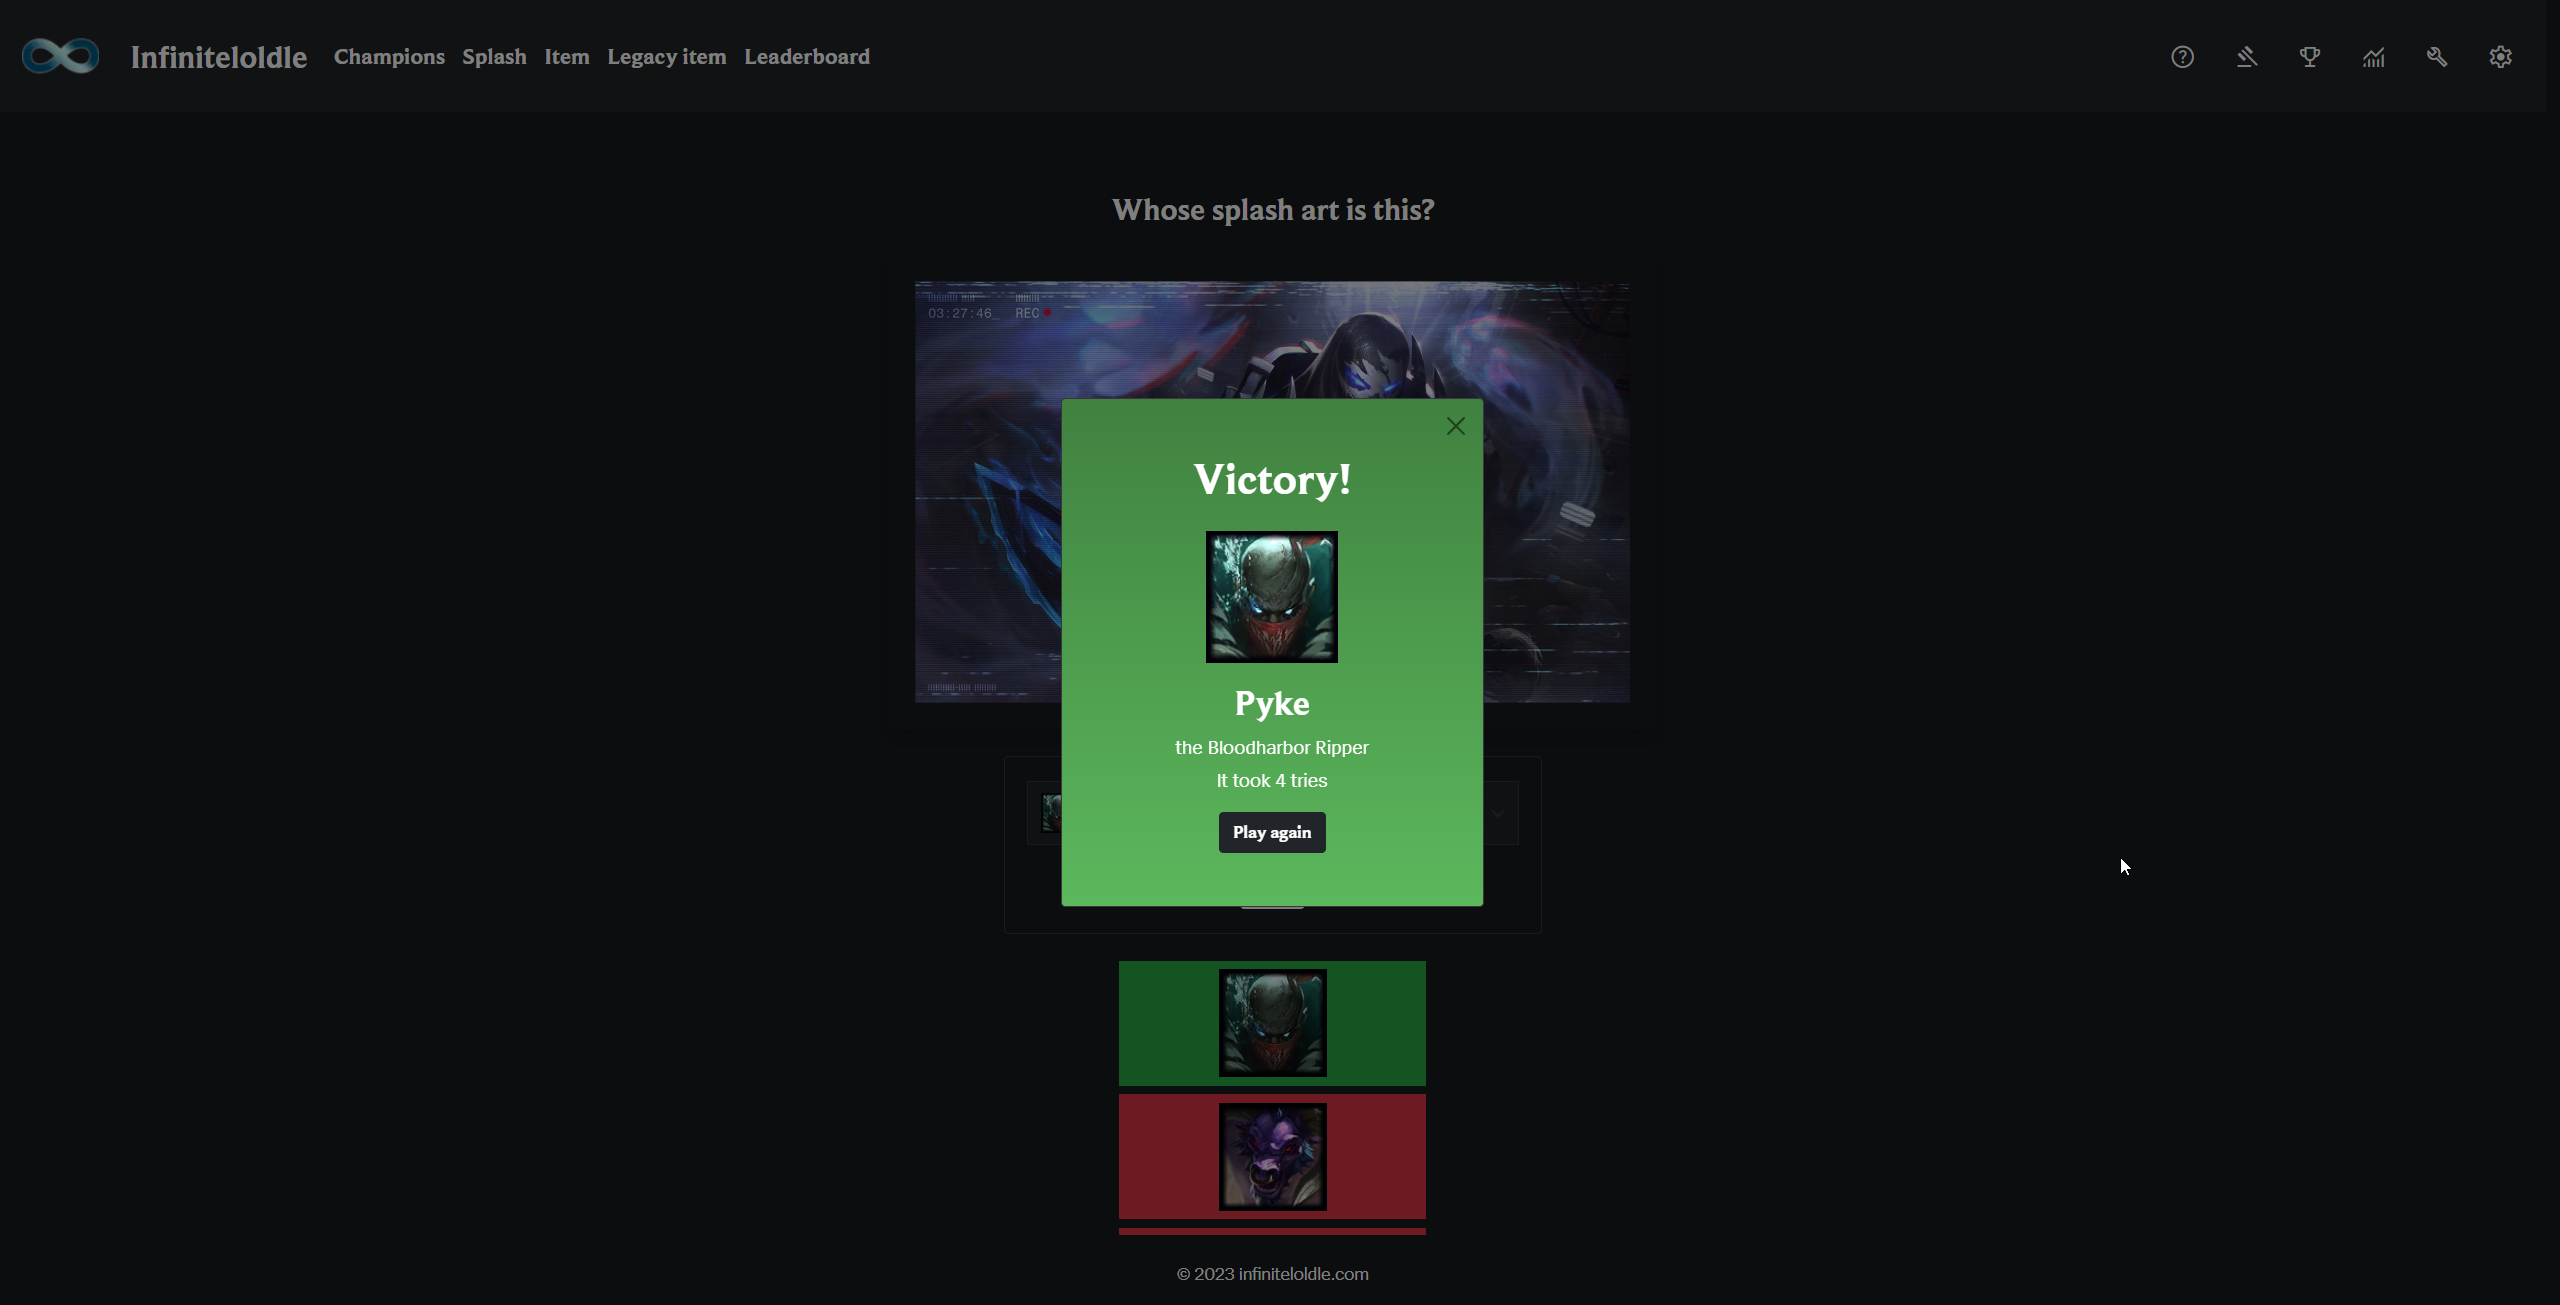 Infiniteloldle Champions Splash Item Legacy item Leaderboard
Whose splash art is this?
03:27:46_ REC
Victory!
Pyke
the Bloodharbor Ripper
It took 4 tries
Play again
© 2023 infiniteloldle.com